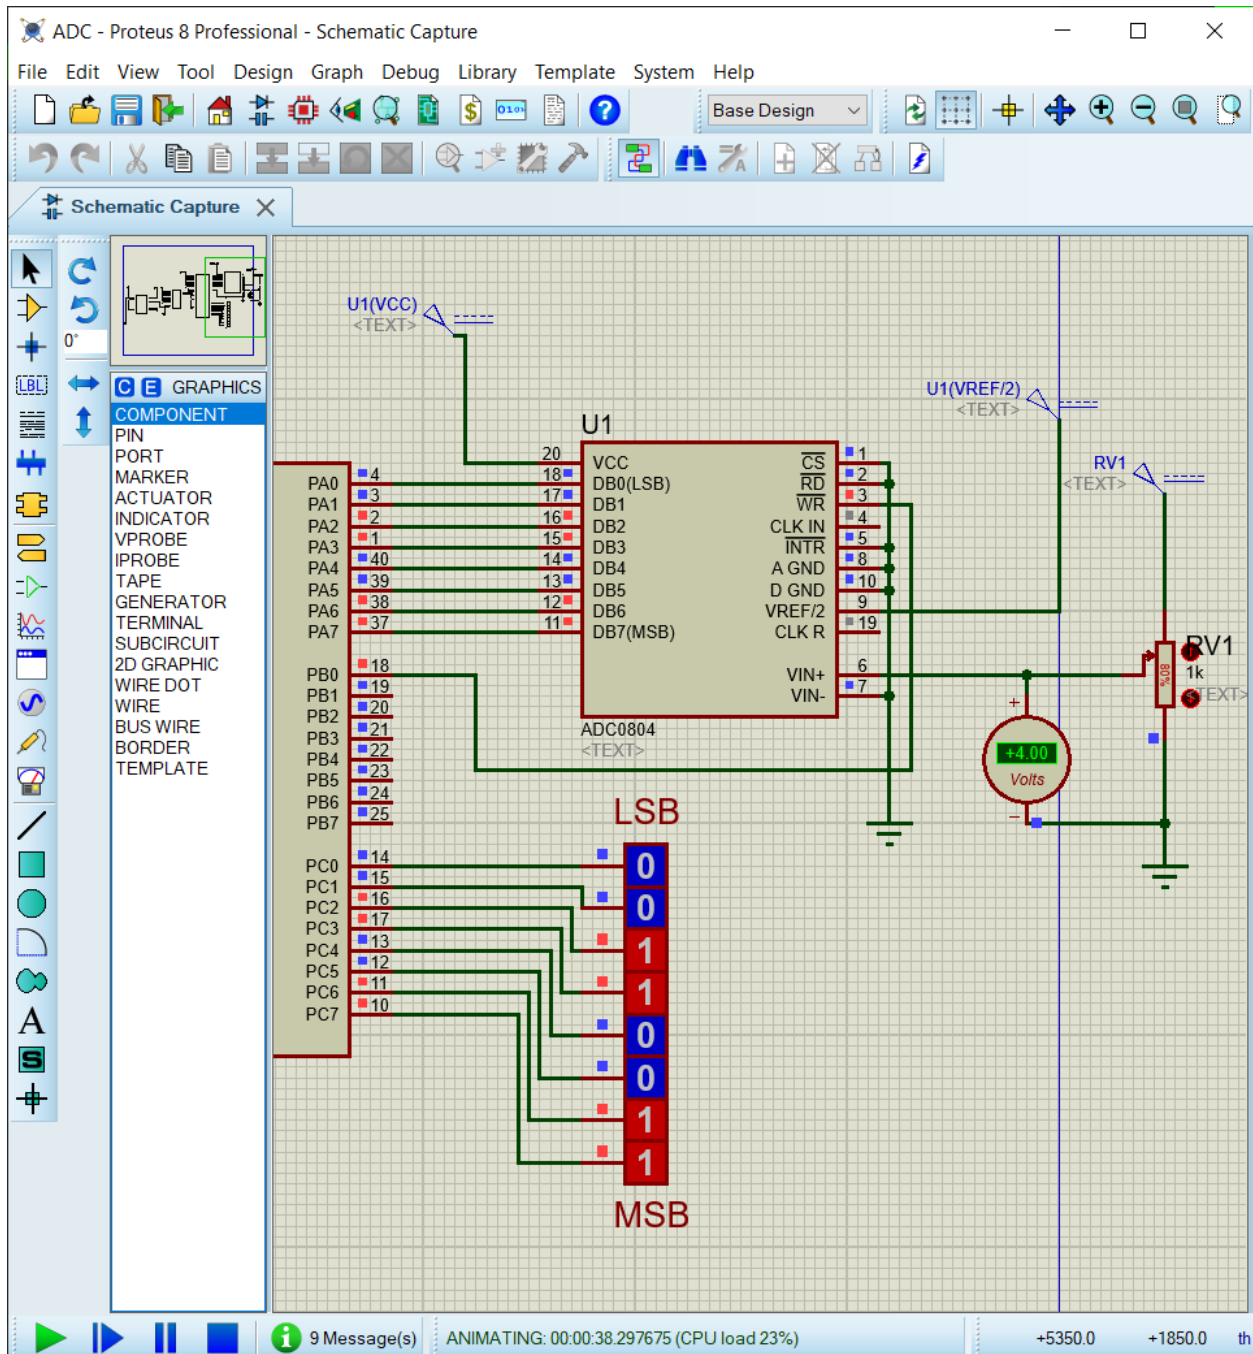 ADC - Proteus 8 Professional - Schematic Capture
File Edit View Tool Design Graph Debug Library Template System Help
$ 0101 ? Base Design
A
Schematic Capture
0°
LBL
C E GRAPHICS
COMPONENT
PIN
PORT
MARKER
ACTUATOR
INDICATOR
VPROBE
IPROBE
TAPE
GENERATOR
TERMINAL
SUBCIRCUIT
2D GRAPHIC
WIRE DOT
WIRE
BUS WIRE
BORDER
TEMPLATE
A
S
U1(VCC)
<TEXT>
U1(VREF/2)
<TEXT>
RV1
<TEXT>
U1
20 VCC CS 1
PA0 4 18 DB0(LSB) RD 2
PA1 3 17 DB1 WR 3
PA2 2 16 DB2 CLK IN 4
PA3 1 15 DB3 INTR 5
PA4 40 14 DB4 A GND 8
PA5 39 13 DB5 D GND 10
PA6 38 12 DB6 VREF/2 9
PA7 37 11 DB7(MSB) CLK R 19
VIN+ 6
VIN- 7
ADC0804
<TEXT>
RV1
1k
80%
<TEXT>
PB0 18
PB1 19
PB2 20
PB3 21
PB4 22
PB5 23
PB6 24
PB7 25
+
+4.00
Volts
−
LSB
PC0 14
PC1 15
PC2 16
PC3 17
PC4 13
PC5 12
PC6 11
PC7 10
0
0
1
1
0
0
1
1
MSB
9 Message(s) ANIMATING: 00:00:38.297675 (CPU load 23%) +5350.0 +1850.0 th